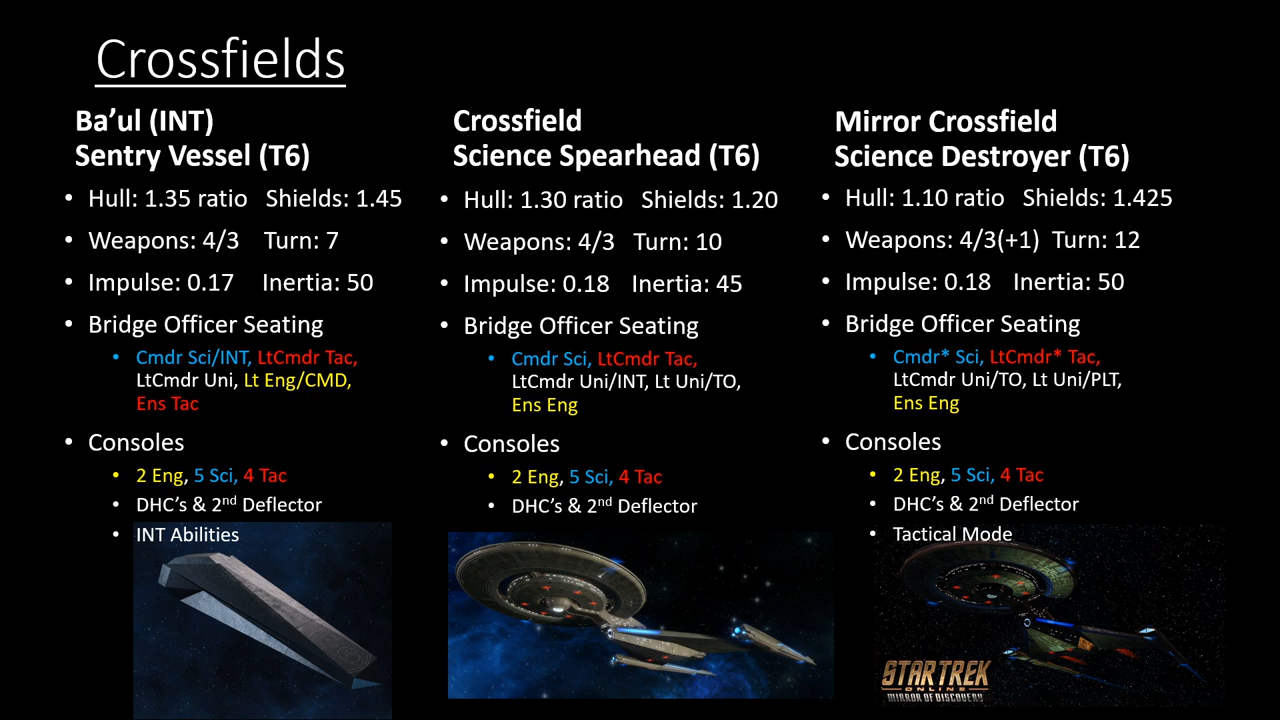 Crossfields
Ba’ul (INT)
Sentry Vessel (T6)
• Hull: 1.35 ratio Shields: 1.45
• Weapons: 4/3 Turn: 7
• Impulse: 0.17 Inertia: 50
• Bridge Officer Seating
• Cmdr Sci/INT, LtCmdr Tac,
LtCmdr Uni, Lt Eng/CMD,
Ens Tac
• Consoles
• 2 Eng, 5 Sci, 4 Tac
• DHC’s & 2nd Deflector
• INT Abilities
Crossfield
Science Spearhead (T6)
• Hull: 1.30 ratio Shields: 1.20
• Weapons: 4/3 Turn: 10
• Impulse: 0.18 Inertia: 45
• Bridge Officer Seating
• Cmdr Sci, LtCmdr Tac,
LtCmdr Uni/INT, Lt Uni/TO,
Ens Eng
• Consoles
• 2 Eng, 5 Sci, 4 Tac
• DHC’s & 2nd Deflector
Mirror Crossfield
Science Destroyer (T6)
• Hull: 1.10 ratio Shields: 1.425
• Weapons: 4/3(+1) Turn: 12
• Impulse: 0.18 Inertia: 50
• Bridge Officer Seating
• Cmdr* Sci, LtCmdr* Tac,
LtCmdr Uni/TO, Lt Uni/PLT,
Ens Eng
• Consoles
• 2 Eng, 5 Sci, 4 Tac
• DHC’s & 2nd Deflector
• Tactical Mode
STAR TREK
ONLINE
MIRROR OF DISCOVERY